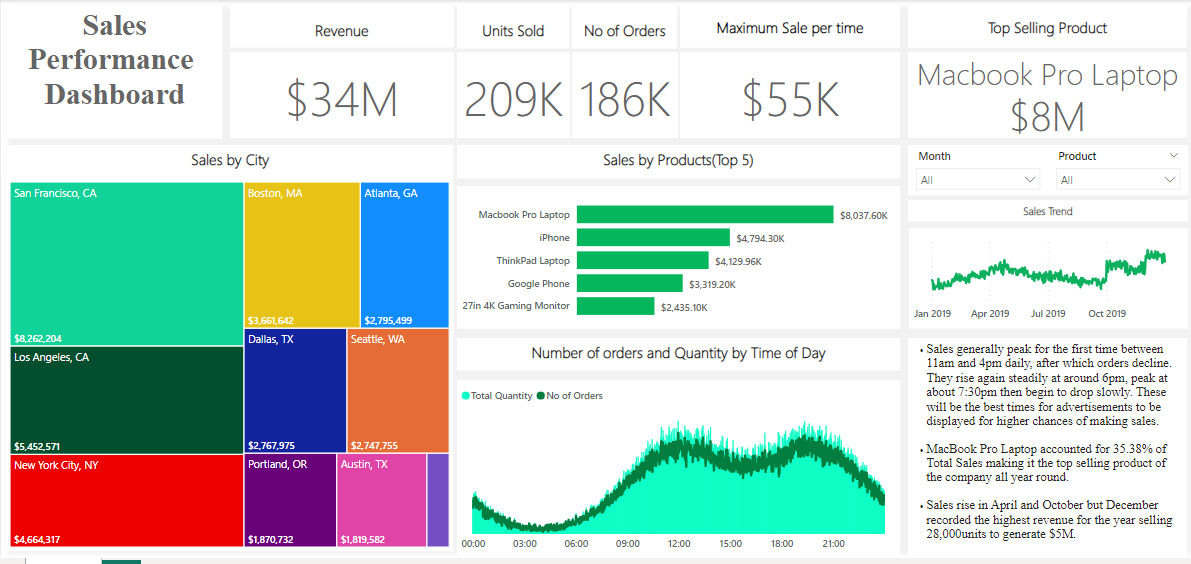 Sales
Performance
Dashboard
Revenue
$34M
Units Sold
209K
No of Orders
186K
Maximum Sale per time
$55K
Top Selling Product
Macbook Pro Laptop
$8M
Month
All
Product
All
Sales by City
San Francisco, CA
$8,262,204
Los Angeles, CA
$5,452,571
New York City, NY
$4,664,317
Boston, MA
$3,661,642
Atlanta, GA
$2,795,499
Dallas, TX
$2,767,975
Seattle, WA
$2,747,755
Portland, OR
$1,870,732
Austin, TX
$1,819,582
Sales by Products(Top 5)
Macbook Pro Laptop $8,037.60K
iPhone $4,794.30K
ThinkPad Laptop $4,129.96K
Google Phone $3,319.20K
27in 4K Gaming Monitor $2,435.10K
Number of orders and Quantity by Time of Day
Total Quantity No of Orders
00:00 03:00 06:00 09:00 12:00 15:00 18:00 21:00
Sales Trend
Jan 2019 Apr 2019 Jul 2019 Oct 2019
• Sales generally peak for the first time between
11am and 4pm daily, after which orders decline.
They rise again steadily at around 6pm, peak at
about 7:30pm then begin to drop slowly. These
will be the best times for advertisements to be
displayed for higher chances of making sales.
• MacBook Pro Laptop accounted for 35.38% of
Total Sales making it the top selling product of
the company all year round.
• Sales rise in April and October but December
recorded the highest revenue for the year selling
28,000units to generate $5M.